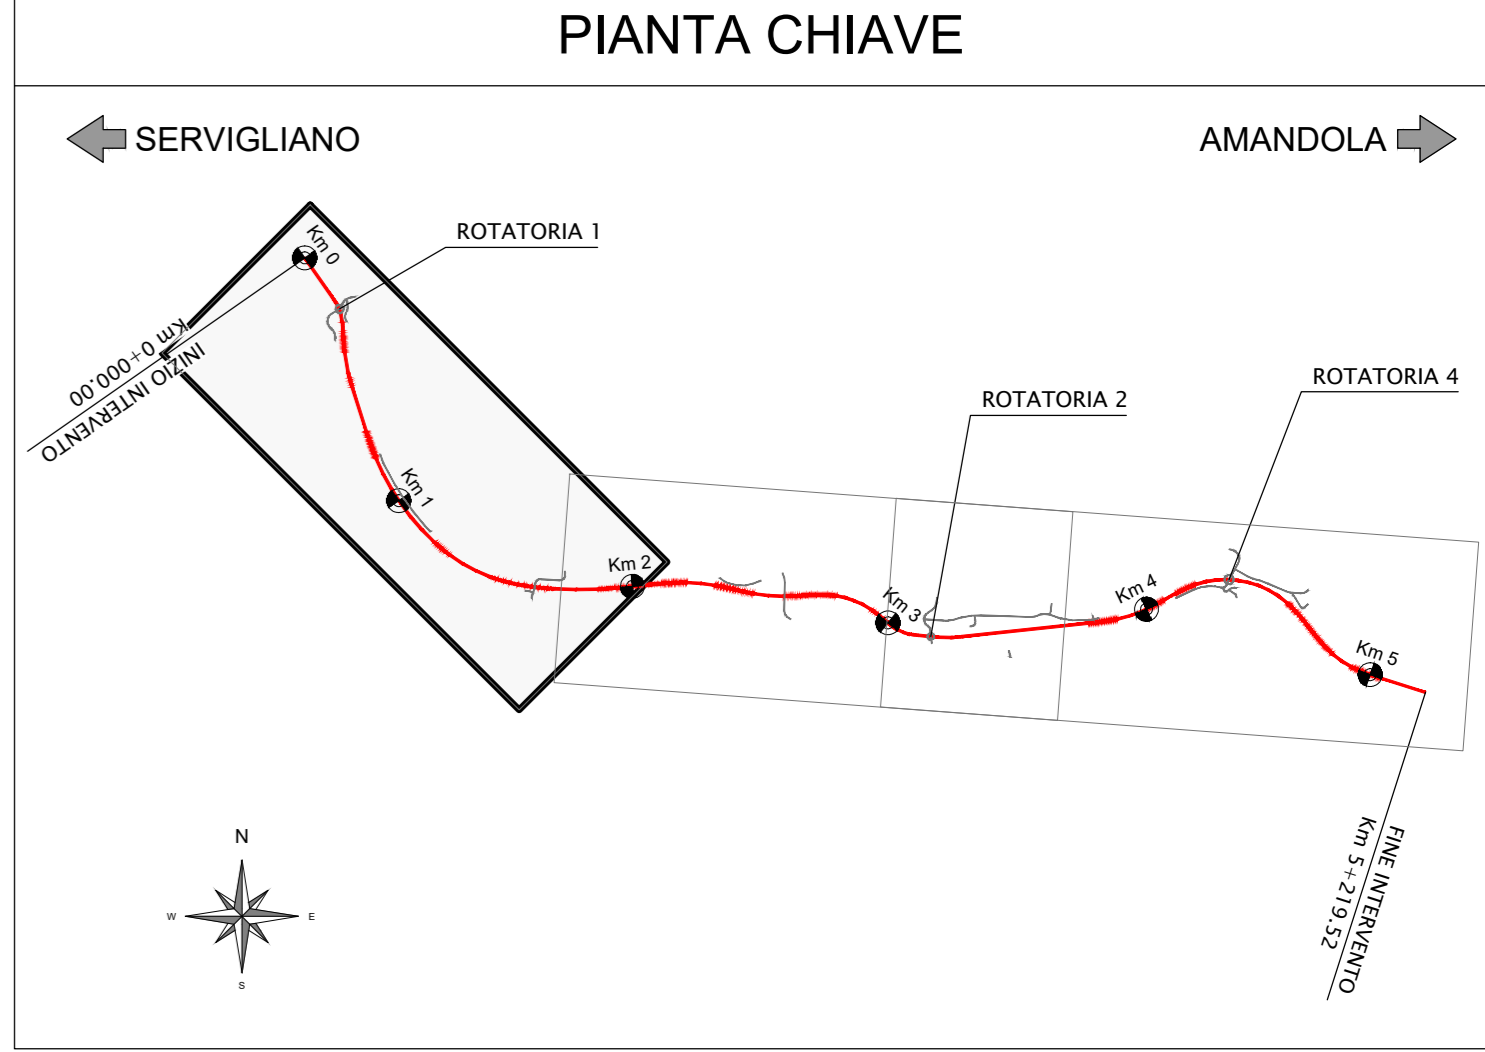 PIANTA CHIAVE
SERVIGLIANO
AMANDOLA
ROTATORIA 1
Km 0
Km 0+000.00
INIZIO INTERVENTO
ROTATORIA 4
ROTATORIA 2
Km 1
Km 2
Km 3
Km 4
Km 5
FINE INTERVENTO
Km 5+219.52
N
W
E
S